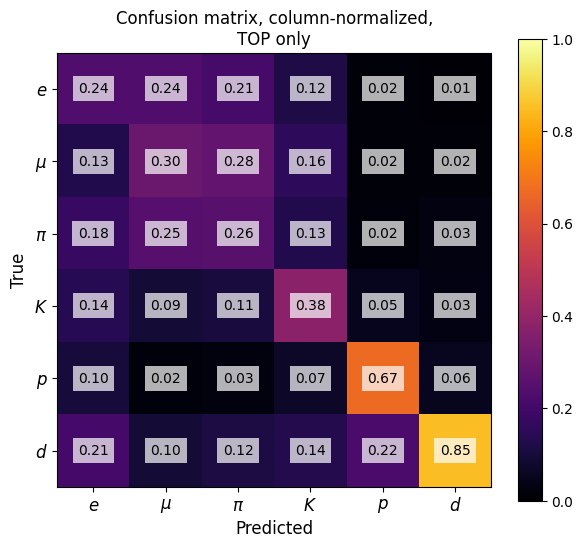 Confusion matrix, column-normalized,
TOP only
True
e 0.24 0.24 0.21 0.12 0.02 0.01
μ 0.13 0.30 0.28 0.16 0.02 0.02
π 0.18 0.25 0.26 0.13 0.02 0.03
K 0.14 0.09 0.11 0.38 0.05 0.03
p 0.10 0.02 0.03 0.07 0.67 0.06
d 0.21 0.10 0.12 0.14 0.22 0.85
e μ π K p d
Predicted
1.0
0.8
0.6
0.4
0.2
0.0